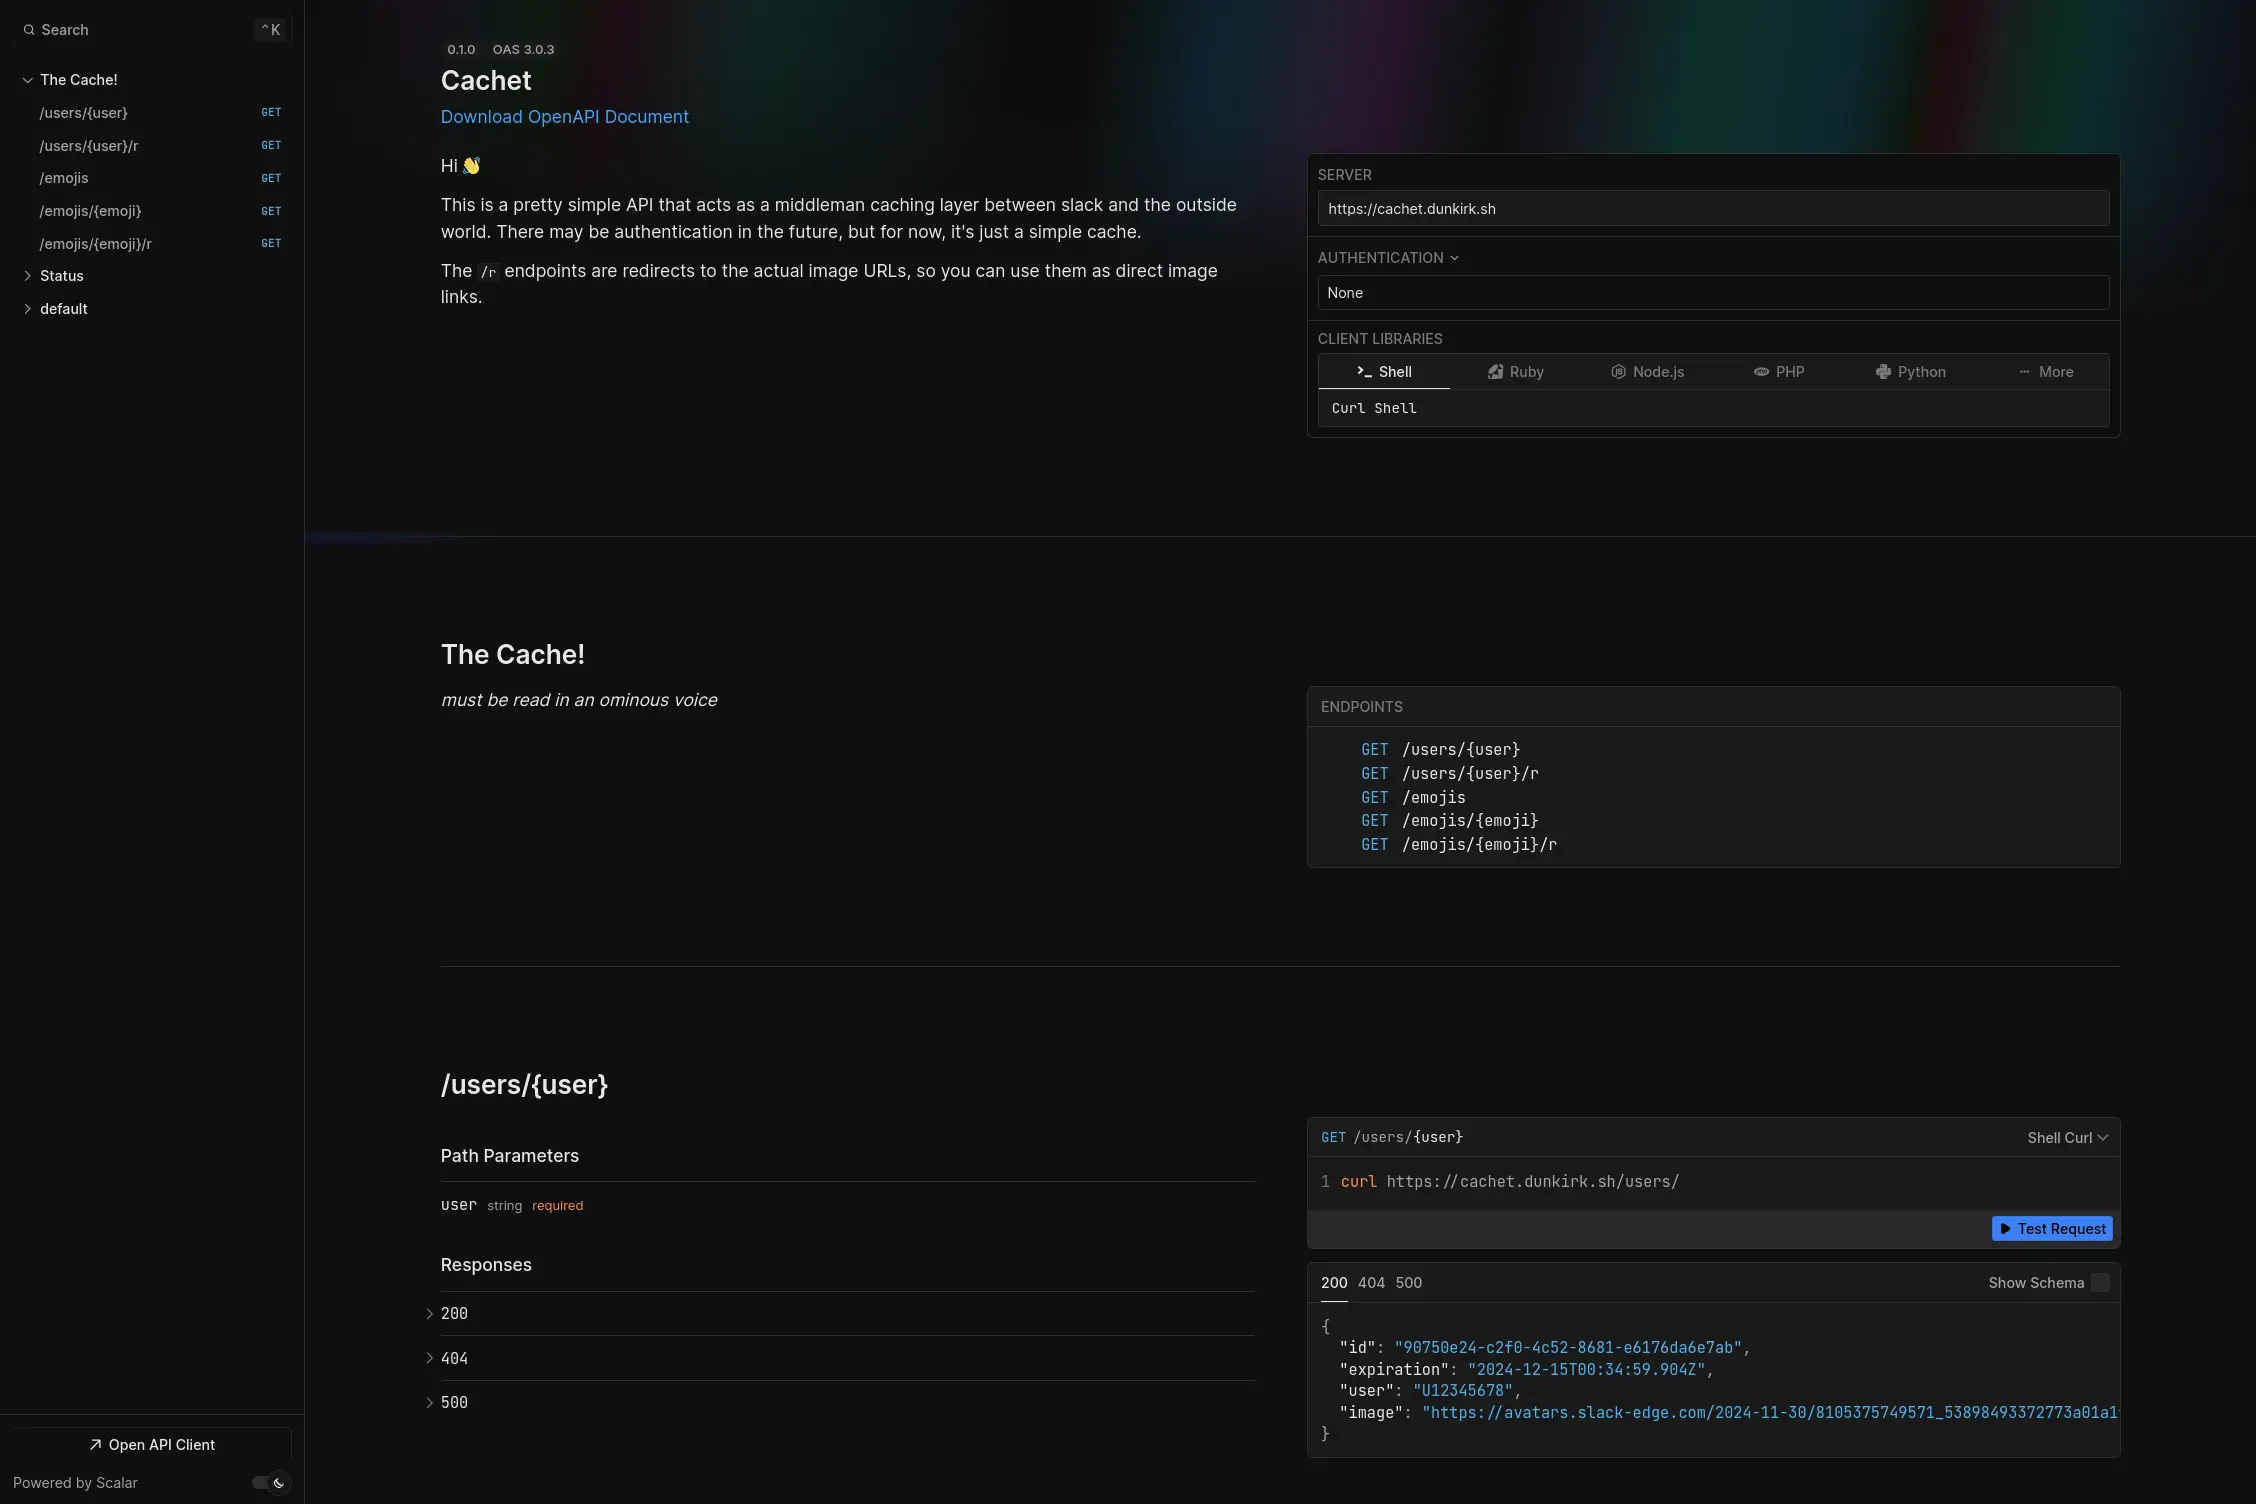 Search
⌃K
The Cache!
/users/{user} GET
/users/{user}/r GET
/emojis GET
/emojis/{emoji} GET
/emojis/{emoji}/r GET
Status
default
Open API Client
Powered by Scalar
0.1.0 OAS 3.0.3
Cachet
Download OpenAPI Document
Hi 👋
This is a pretty simple API that acts as a middleman caching layer between slack and the outside
world. There may be authentication in the future, but for now, it's just a simple cache.
The /r endpoints are redirects to the actual image URLs, so you can use them as direct image
links.
SERVER
https://cachet.dunkirk.sh
AUTHENTICATION
None
CLIENT LIBRARIES
Shell Ruby Node.js PHP Python More
Curl Shell
The Cache!
must be read in an ominous voice
ENDPOINTS
GET /users/{user}
GET /users/{user}/r
GET /emojis
GET /emojis/{emoji}
GET /emojis/{emoji}/r
/users/{user}
Path Parameters
user string required
Responses
200
404
500
GET /users/{user} Shell Curl
1 curl https://cachet.dunkirk.sh/users/
Test Request
200 404 500 Show Schema
{
"id": "90750e24-c2f0-4c52-8681-e6176da6e7ab",
"expiration": "2024-12-15T00:34:59.904Z",
"user": "U12345678",
"image": "https://avatars.slack-edge.com/2024-11-30/8105375749571_53898493372773a01a1
}